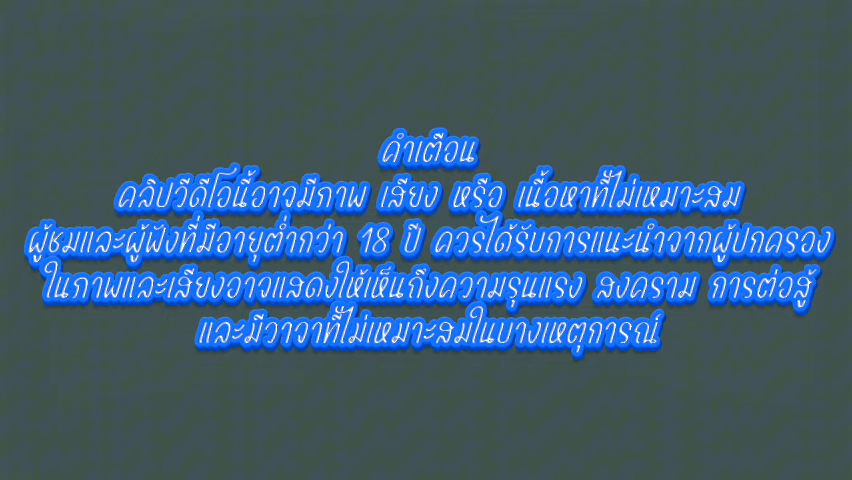 คำเตือน
คลิปวีดีโอนี้อาจมีภาพ เสียง หรือ เนื้อหาที่ไม่เหมาะสม
ผู้ชมและผู้ฟังที่มีอายุต่ำกว่า 18 ปี ควรได้รับการแนะนำจากผู้ปกครอง
ในภาพและเสียงอาจแสดงให้เห็นถึงความรุนแรง สงคราม การต่อสู้
และมีวาจาที่ไม่เหมาะสมในบางเหตุการณ์